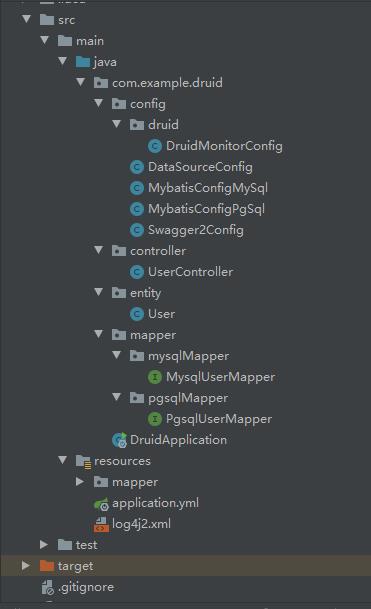 src
main
java
com.example.druid
config
druid
DruidMonitorConfig
DataSourceConfig
MybatisConfigMySql
MybatisConfigPgSql
Swagger2Config
controller
UserController
entity
User
mapper
mysqlMapper
MysqlUserMapper
pgsqlMapper
PgsqlUserMapper
DruidApplication
resources
mapper
application.yml
log4j2.xml
test
target
.gitignore